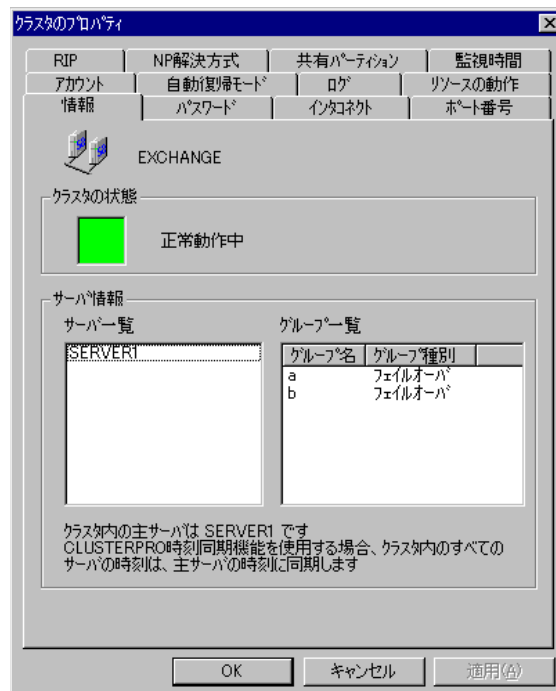 クラスタのプロパティ
RIP NP解決方式 共有パーティション 監視時間
アカウント 自動復帰モード ログ リソースの動作
情報 パスワード インタコネクト ポート番号
EXCHANGE
クラスタの状態
正常動作中
サーバ情報
サーバ一覧 グループ一覧
SERVER1
グループ名 グループ種別
a フェイルオーバ
b フェイルオーバ
クラスタ内の主サーバは SERVER1 です
CLUSTERPRO時刻同期機能を使用する場合、クラスタ内のすべての
サーバの時刻は、主サーバの時刻に同期します
OK キャンセル 適用(A)